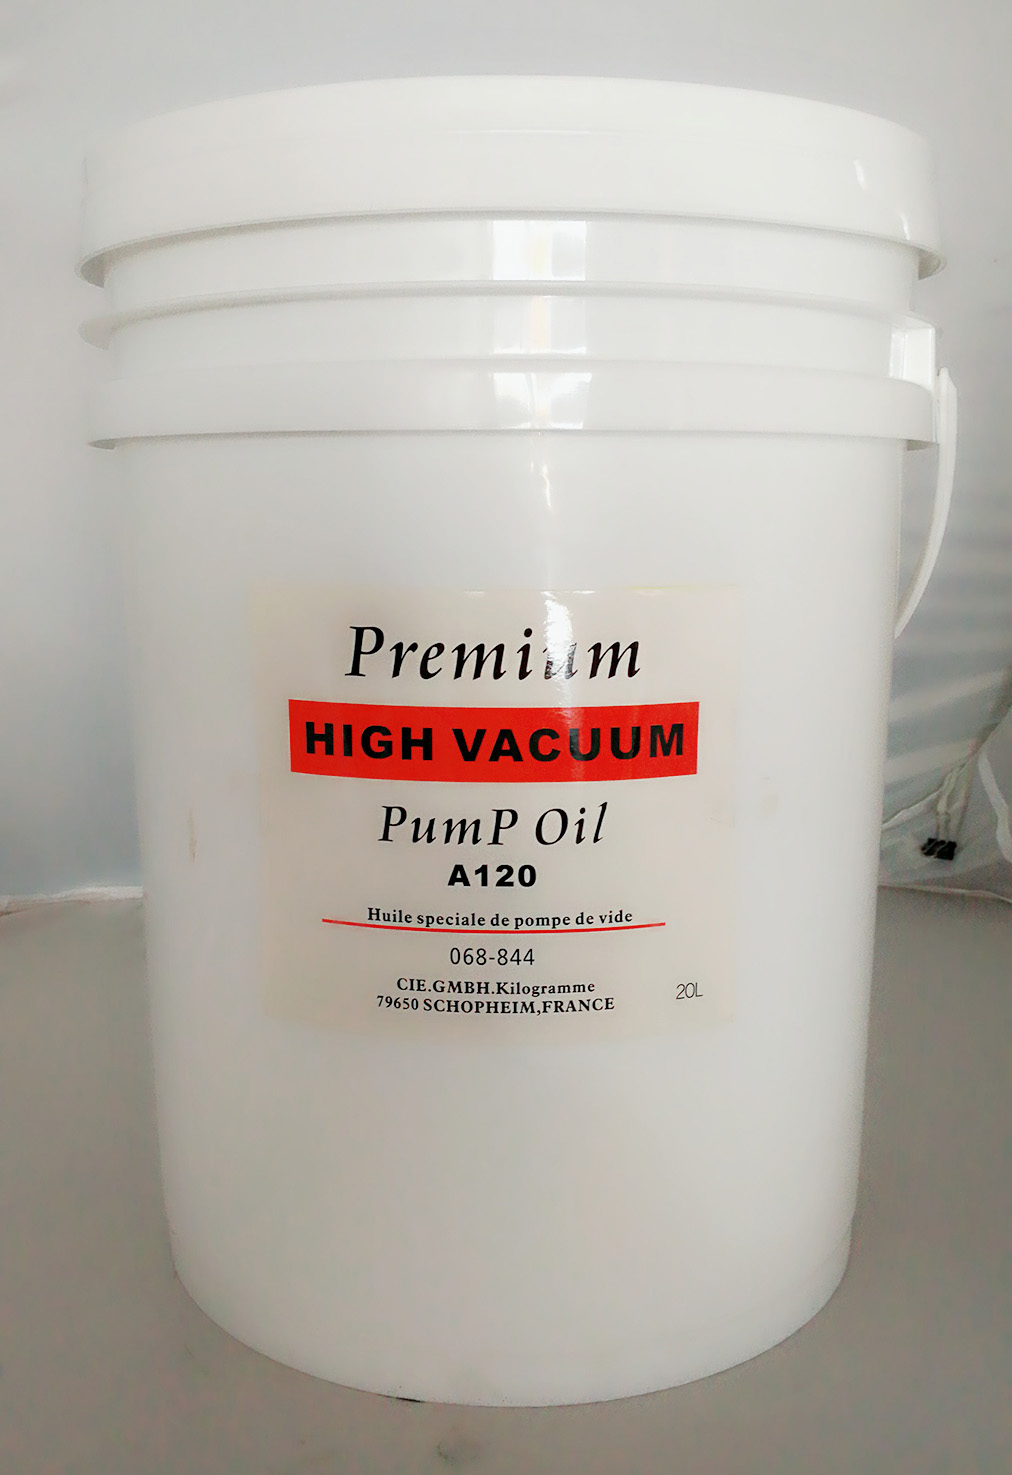 Premium
HIGH VACUUM
PumP Oil
A120
Huile speciale de pompe de vide
068-844
CIE.GMBH.Kilogramme
79650 SCHOPHEIM,FRANCE
20L